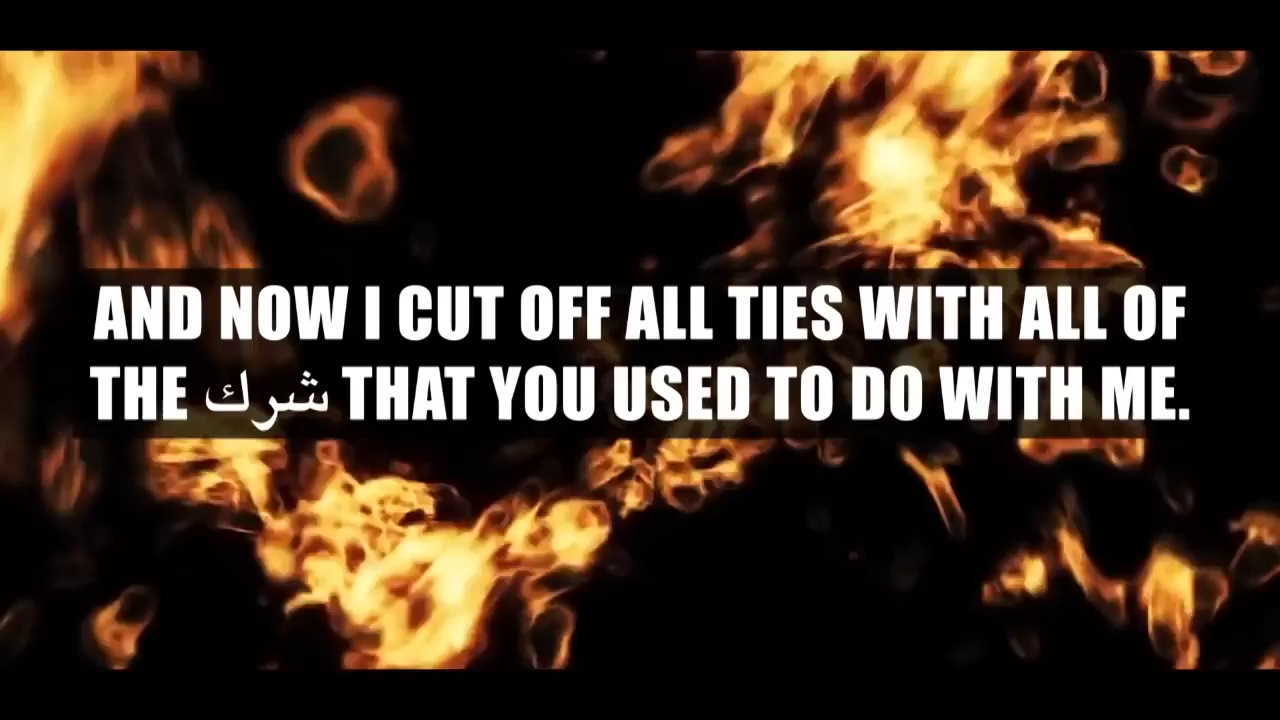 AND NOW I CUT OFF ALL TIES WITH ALL OF
THE شرك THAT YOU USED TO DO WITH ME.